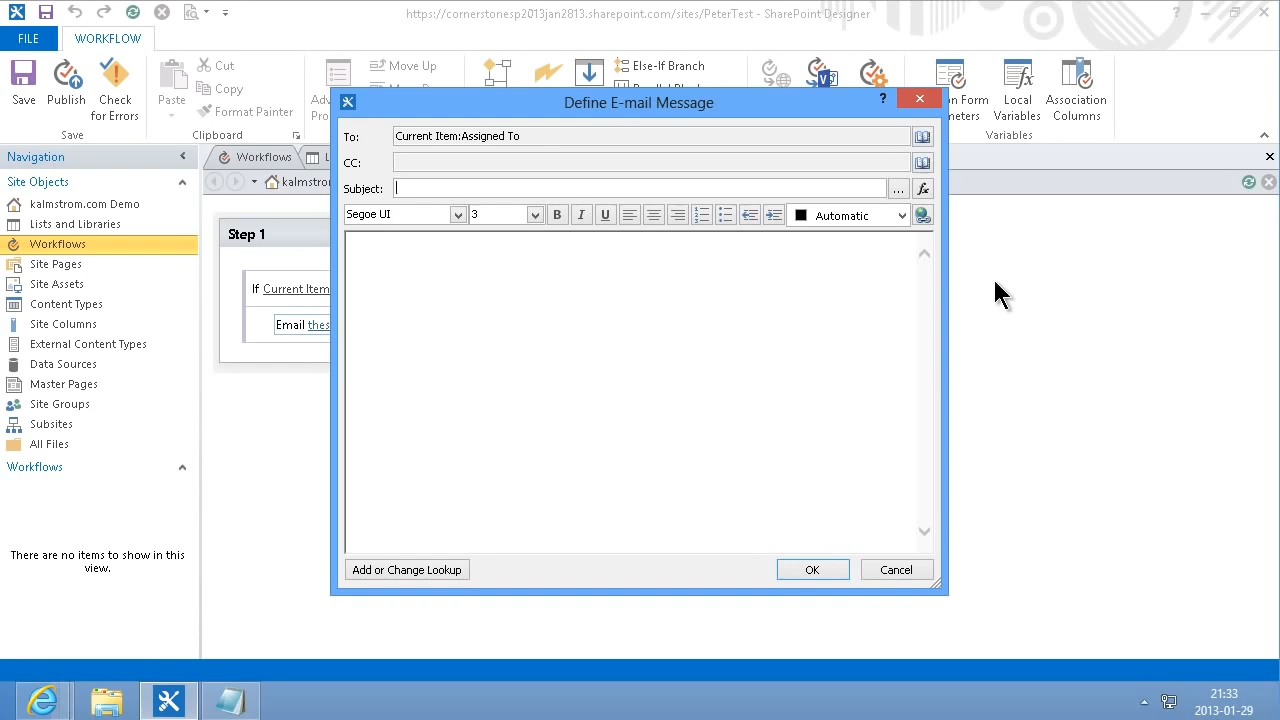 https://cornerstonesp2013jan2013.sharepoint.com/sites/PeterTest - SharePoint Designer
FILE
WORKFLOW
Save
Publish
Check for Errors
Save
Paste
Cut
Copy
Format Painter
Clipboard
Move Up
Else-If Branch
Local Variables
Association Columns
Variables
Define E-mail Message
?
To:
Current Item:Assigned To
CC:
Subject:
...
fx
Segoe UI
3
B
I
U
Automatic
Add or Change Lookup
OK
Cancel
Navigation
Site Objects
kalmstrom.com Demo
Lists and Libraries
Workflows
Site Pages
Site Assets
Content Types
Site Columns
External Content Types
Data Sources
Master Pages
Site Groups
Subsites
All Files
Workflows
There are no items to show in this
view.
Workflows
kalmstro
Step 1
If Current Item
Email thes
21:33
2013-01-29